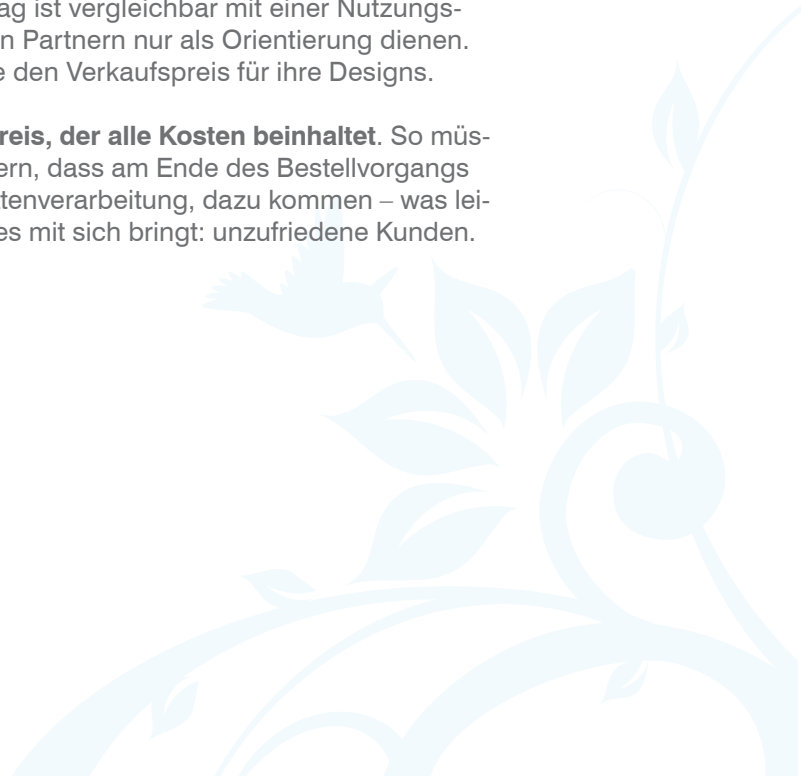 ag ist vergleichbar mit einer Nutzungs-
n Partnern nur als Orientierung dienen.
e den Verkaufspreis für ihre Designs.
reis, der alle Kosten beinhaltet. So müs-
ern, dass am Ende des Bestellvorgangs
tenverarbeitung, dazu kommen – was lei-
es mit sich bringt: unzufriedene Kunden.